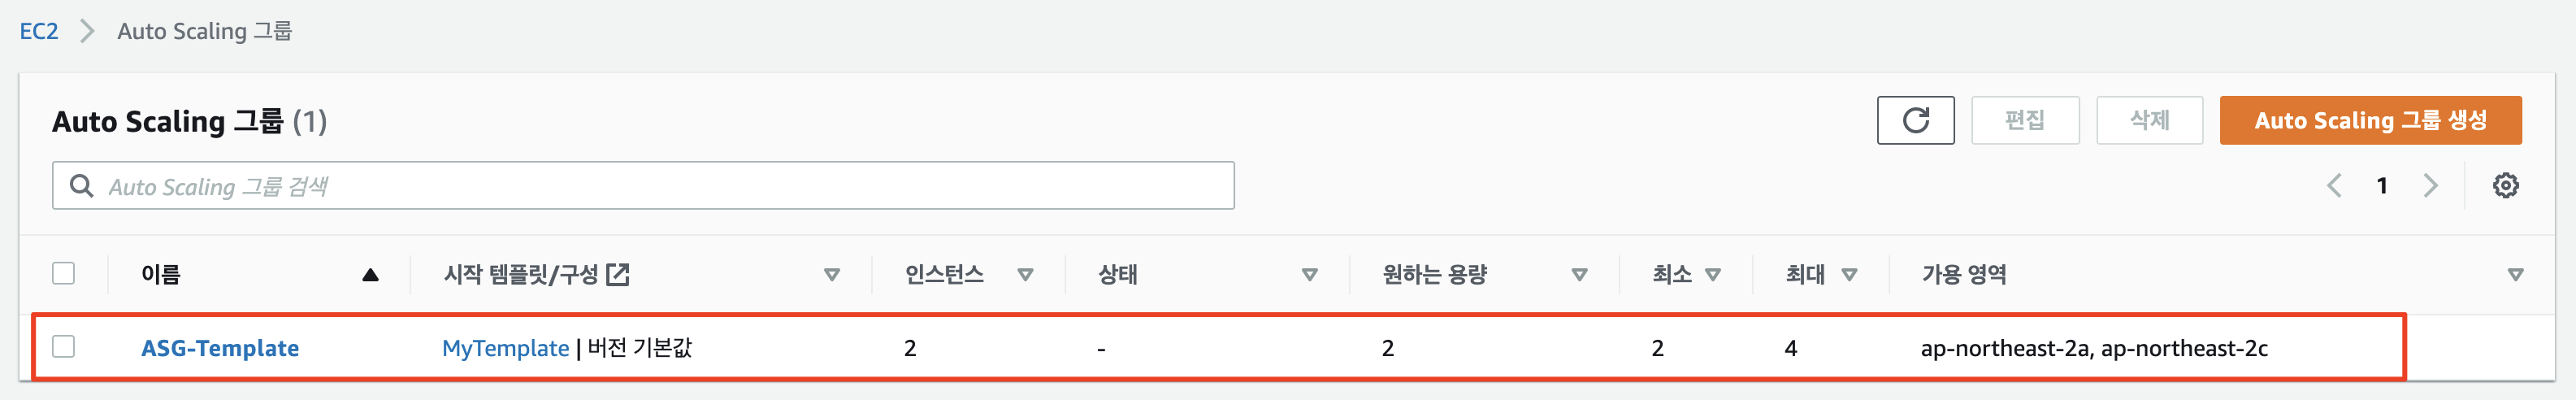 EC2 > Auto Scaling 그룹
Auto Scaling 그룹 (1)
편집 삭제 Auto Scaling 그룹 생성
Auto Scaling 그룹 검색
1
이름 시작 템플릿/구성 인스턴스 상태 원하는 용량 최소 최대 가용 영역
ASG-Template MyTemplate | 버전 기본값 2 - 2 2 4 ap-northeast-2a, ap-northeast-2c